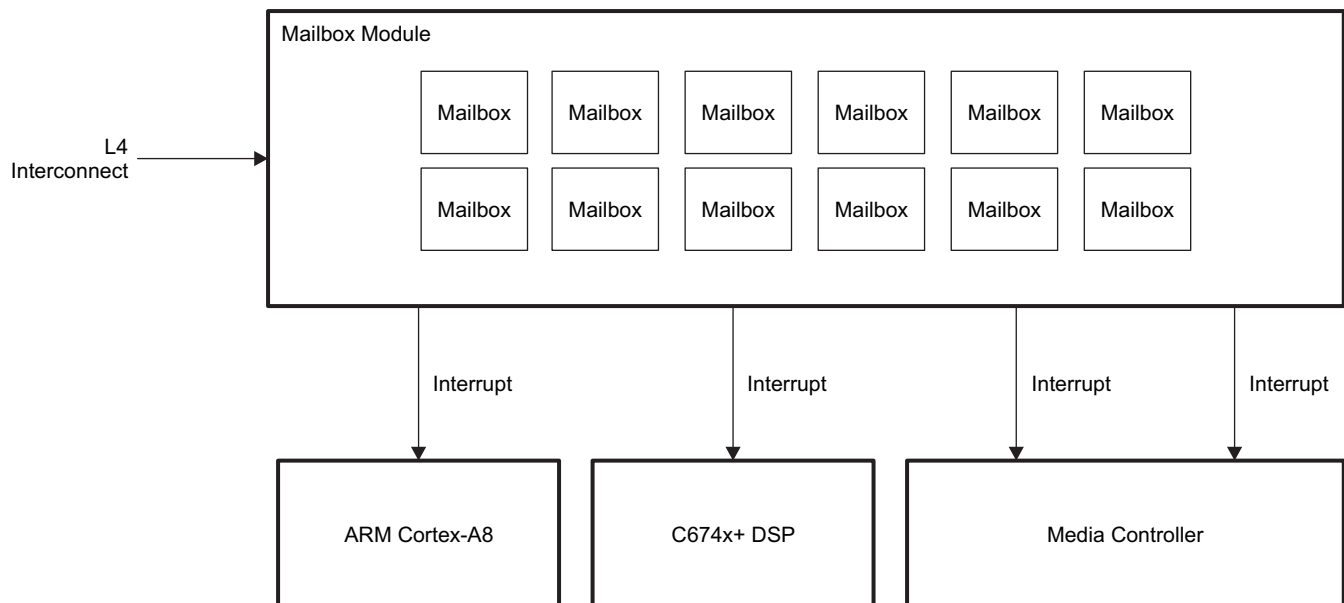 Mailbox Module
Mailbox Mailbox Mailbox Mailbox Mailbox Mailbox
L4
Interconnect
Mailbox Mailbox Mailbox Mailbox Mailbox Mailbox
Interrupt Interrupt Interrupt Interrupt
ARM Cortex-A8 C674x+ DSP Media Controller